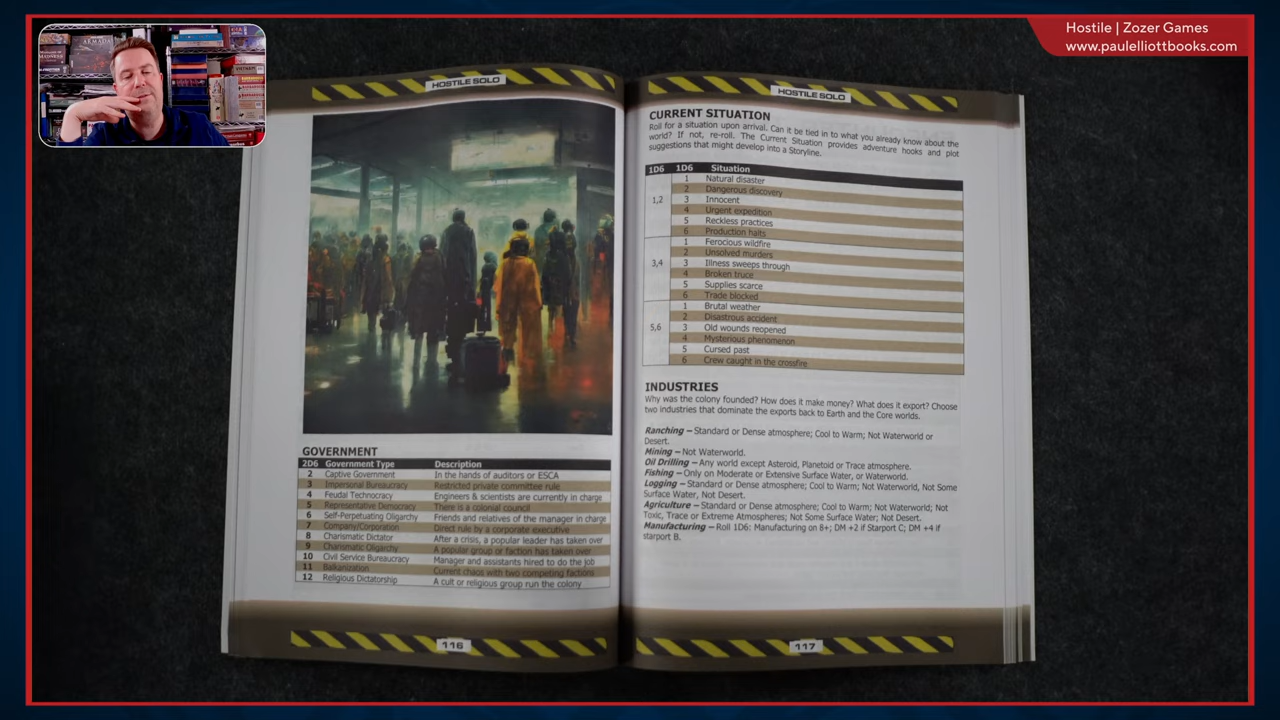 Hostile | Zozer Games
www.paulelliottbooks.com
HOSTILE SOLO
GOVERNMENT
2D6 Government Type Description
2 Captive Government In the hands of auditors or ESCA
3 Impersonal Bureaucracy Restricted private committee rule
4 Feudal Technocracy Engineers & scientists are currently in charge
5 Representative Democracy There is a colonial council
6 Self-Perpetuating Oligarchy Friends and relatives of the manager in charge
7 Company/Corporation Direct rule by a corporate executive
8 Charismatic Dictator After a crisis, a popular leader has taken over
9 Charismatic Oligarchy A popular group or faction has taken over
10 Civil Service Bureaucracy Manager and assistants hired to do the job
11 Balkanization Current chaos with two competing factions
12 Religious Dictatorship A cult or religious group run the colony
116
HOSTILE SOLO
CURRENT SITUATION
Roll for a situation upon arrival. Can it be tied in to what you already know about the
world? If not, re-roll. The Current Situation provides adventure hooks and plot
suggestions that might develop into a Storyline.
1D6 1D6 Situation
1,2
1 Natural disaster
2 Dangerous discovery
3 Innocent
4 Urgent expedition
5 Reckless practices
6 Production halts
3,4
1 Ferocious wildfire
2 Unsolved murders
3 Illness sweeps through
4 Broken truce
5 Supplies scarce
6 Trade blocked
5,6
1 Brutal weather
2 Disastrous accident
3 Old wounds reopened
4 Mysterious phenomenon
5 Cursed past
6 Crew caught in the crossfire
INDUSTRIES
Why was the colony founded? How does it make money? What does it export? Choose
two industries that dominate the exports back to Earth and the Core worlds.
Ranching – Standard or Dense atmosphere; Cool to Warm; Not Waterworld or
Desert.
Mining – Not Waterworld.
Oil Drilling – Any world except Asteroid, Planetoid or Trace atmosphere.
Fishing – Only on Moderate or Extensive Surface Water, or Waterworld.
Logging – Standard or Dense atmosphere; Cool to Warm; Not Waterworld, Not Some
Surface Water, Not Desert.
Agriculture – Standard or Dense atmosphere; Cool to Warm; Not Waterworld; Not
Toxic, Trace or Extreme Atmospheres; Not Some Surface Water; Not Desert.
Manufacturing – Roll 1D6: Manufacturing on 8+; DM +2 if Starport C; DM +4 if
starport B.
117